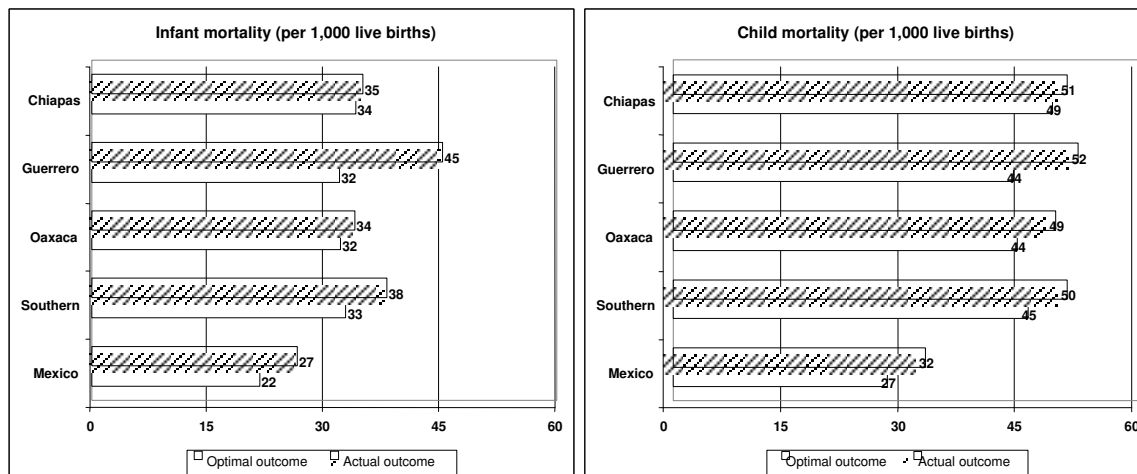 Infant mortality (per 1,000 live births)
Chiapas
35
34
Guerrero
45
32
Oaxaca
34
32
Southern
38
33
Mexico
27
22
0 15 30 45 60
Optimal outcome Actual outcome
Child mortality (per 1,000 live births)
Chiapas
51
49
Guerrero
52
44
Oaxaca
49
44
Southern
50
45
Mexico
32
27
0 15 30 45 60
Optimal outcome Actual outcome